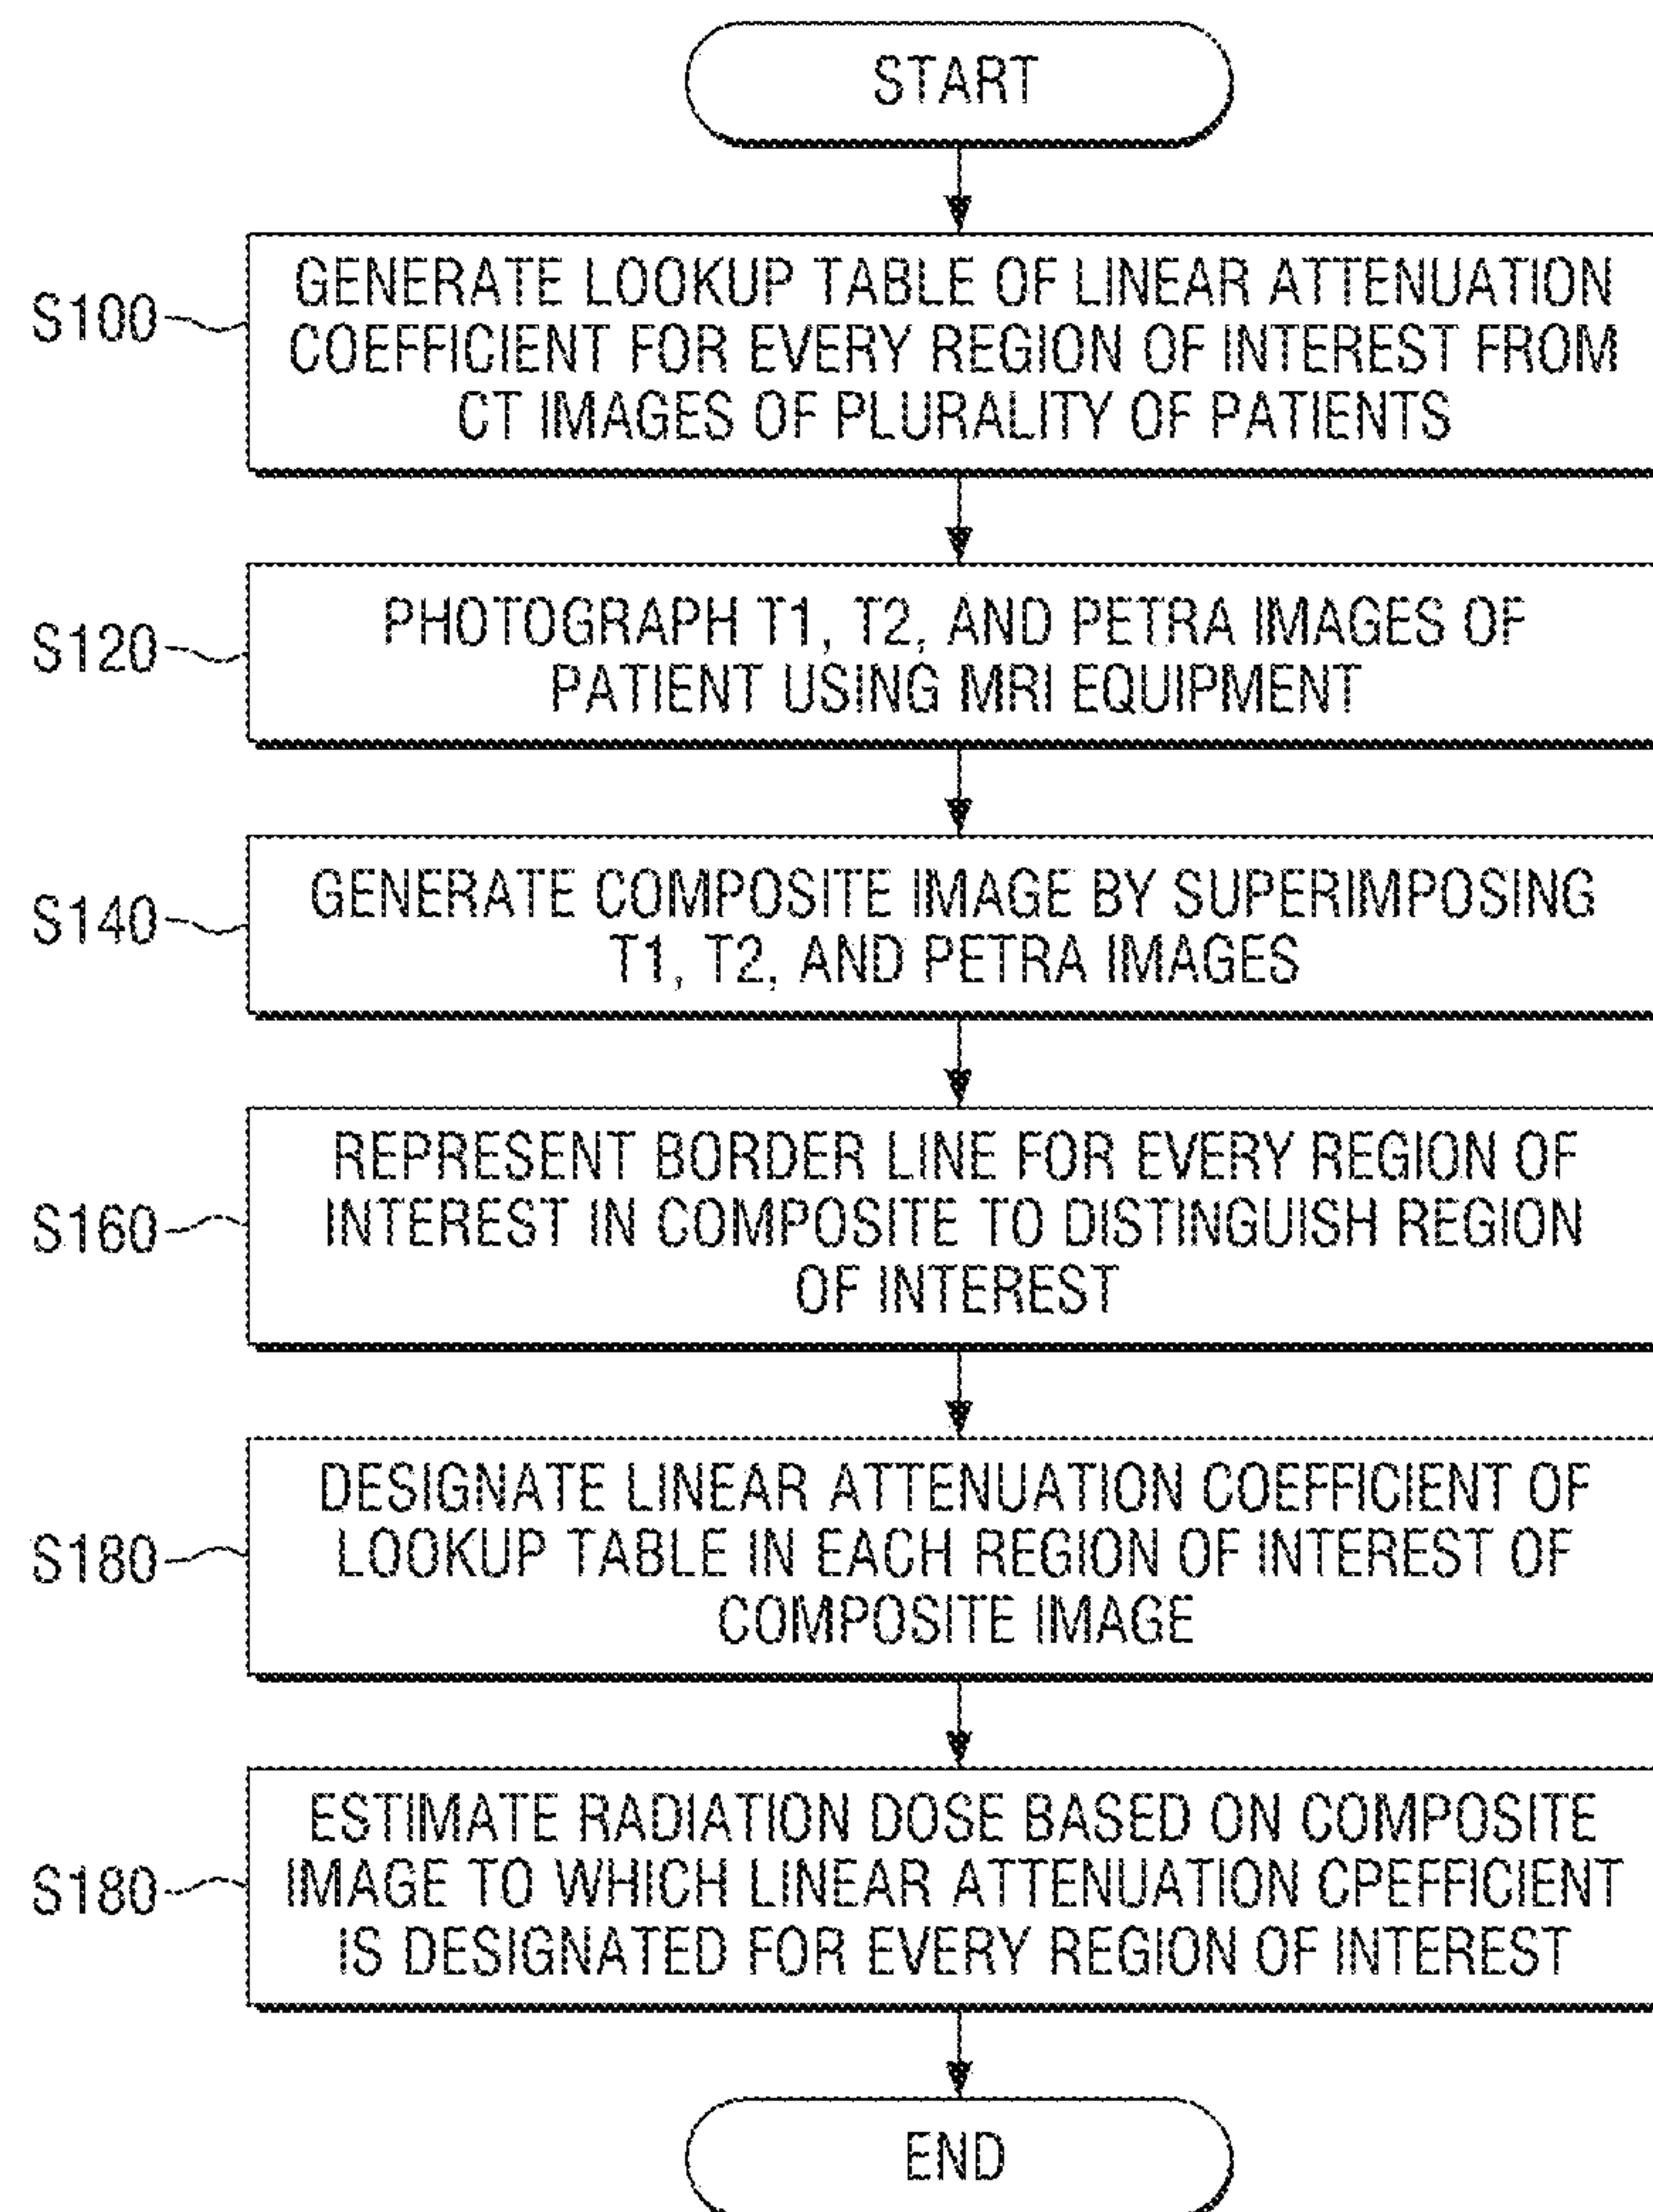 START
S100
GENERATE LOOKUP TABLE OF LINEAR ATTENUATION
COEFFICIENT FOR EVERY REGION OF INTEREST FROM
CT IMAGES OF PLURALITY OF PATIENTS
S120
PHOTOGRAPH T1, T2, AND PETRA IMAGES OF
PATIENT USING MRI EQUIPMENT
S140
GENERATE COMPOSITE IMAGE BY SUPERIMPOSING
T1, T2, AND PETRA IMAGES
S160
REPRESENT BORDER LINE FOR EVERY REGION OF
INTEREST IN COMPOSITE TO DISTINGUISH REGION
OF INTEREST
S180
DESIGNATE LINEAR ATTENUATION COEFFICIENT OF
LOOKUP TABLE IN EACH REGION OF INTEREST OF
COMPOSITE IMAGE
S180
ESTIMATE RADIATION DOSE BASED ON COMPOSITE
IMAGE TO WHICH LINEAR ATTENUATION CPEFFICIENT
IS DESIGNATED FOR EVERY REGION OF INTEREST
END